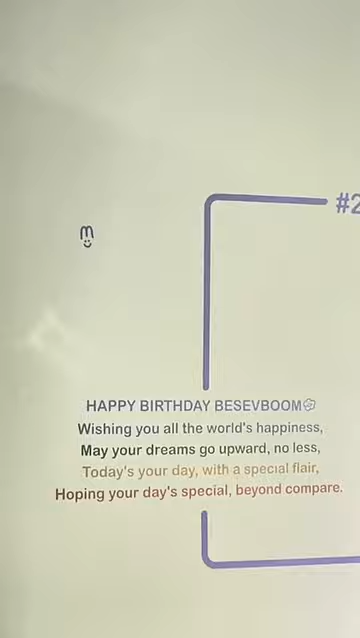 #2
m
HAPPY BIRTHDAY BESEVBOOM
Wishing you all the world's happiness,
May your dreams go upward, no less,
Today's your day, with a special flair,
Hoping your day's special, beyond compare.